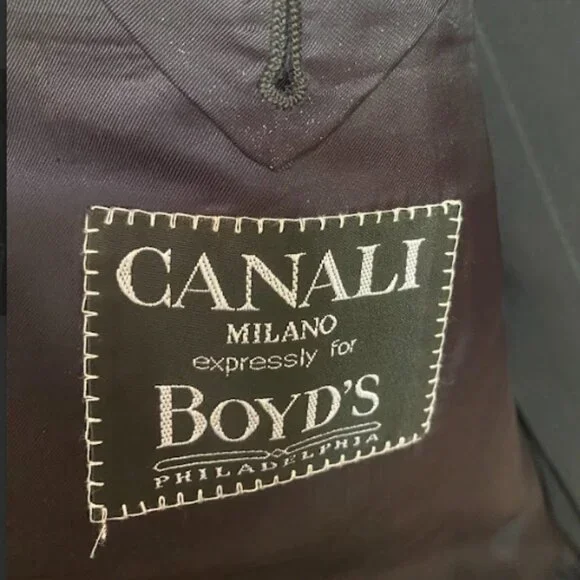 CANALI
MILANO
expressly for
BOYD'S
PHILADELPHIA